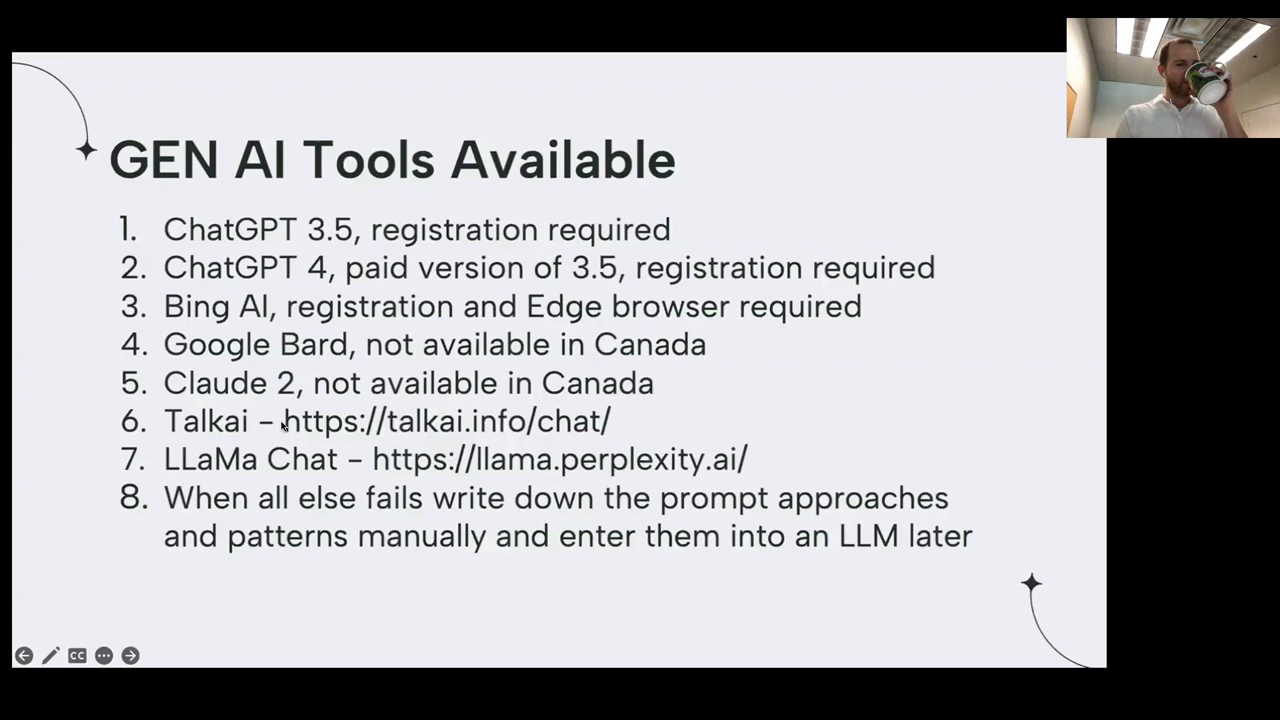 GEN AI Tools Available
1. ChatGPT 3.5, registration required
2. ChatGPT 4, paid version of 3.5, registration required
3. Bing AI, registration and Edge browser required
4. Google Bard, not available in Canada
5. Claude 2, not available in Canada
6. Talkai – https://talkai.info/chat/
7. LLaMa Chat – https://llama.perplexity.ai/
8. When all else fails write down the prompt approaches
and patterns manually and enter them into an LLM later
CC